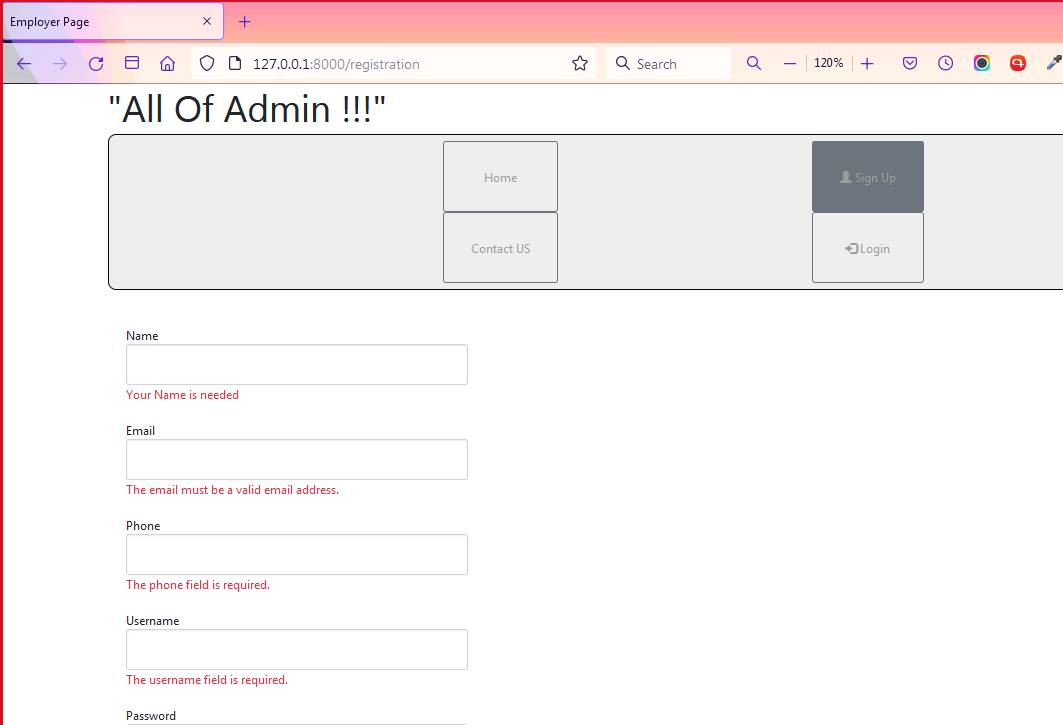 Employer Page
127.0.0.1:8000/registration
Search
120%
"All Of Admin !!!"
Home
Sign Up
Contact US
Login
Name
Your Name is needed
Email
The email must be a valid email address.
Phone
The phone field is required.
Username
The username field is required.
Password